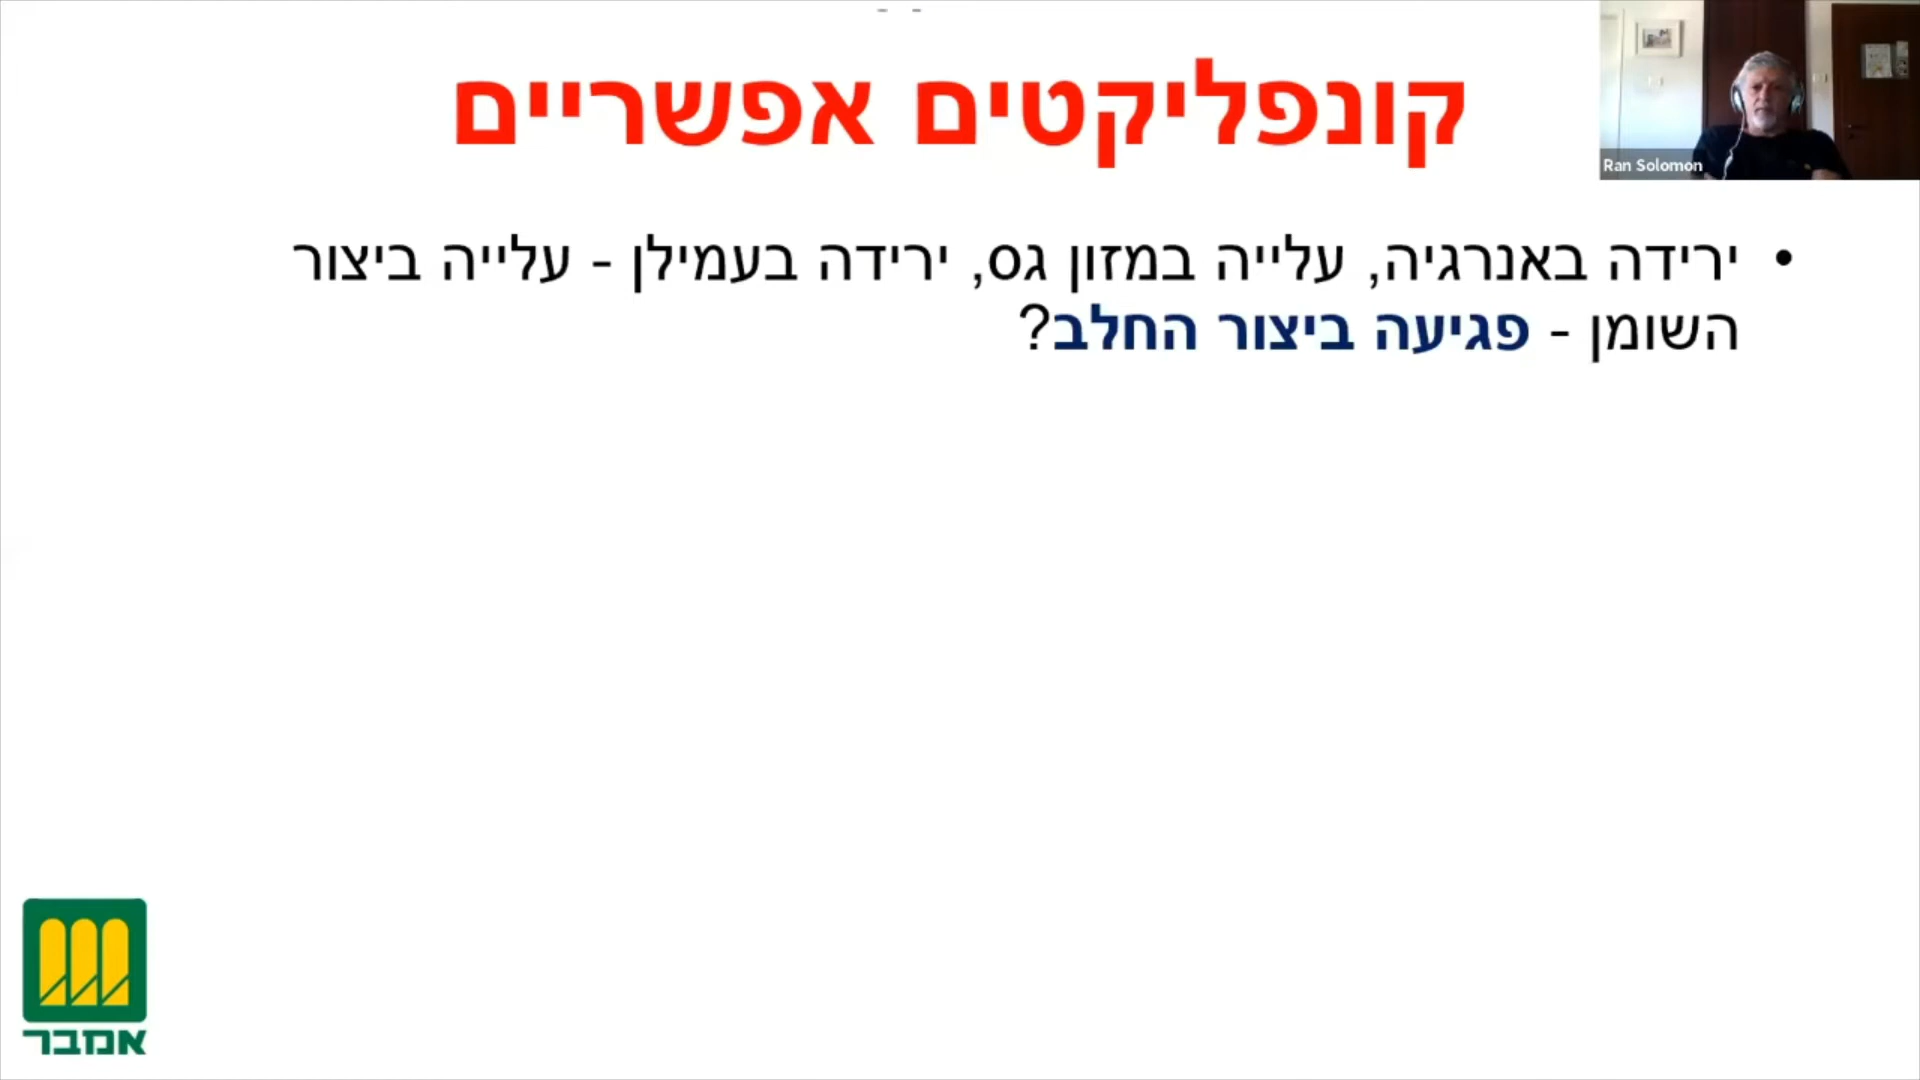 קונפליקטים אפשריים
Ran Solomon
• ירידה באנרגיה, עלייה במזון גס, ירידה בעמילן - עלייה ביצור
השומן - פגיעה ביצור החלב?
אמבר